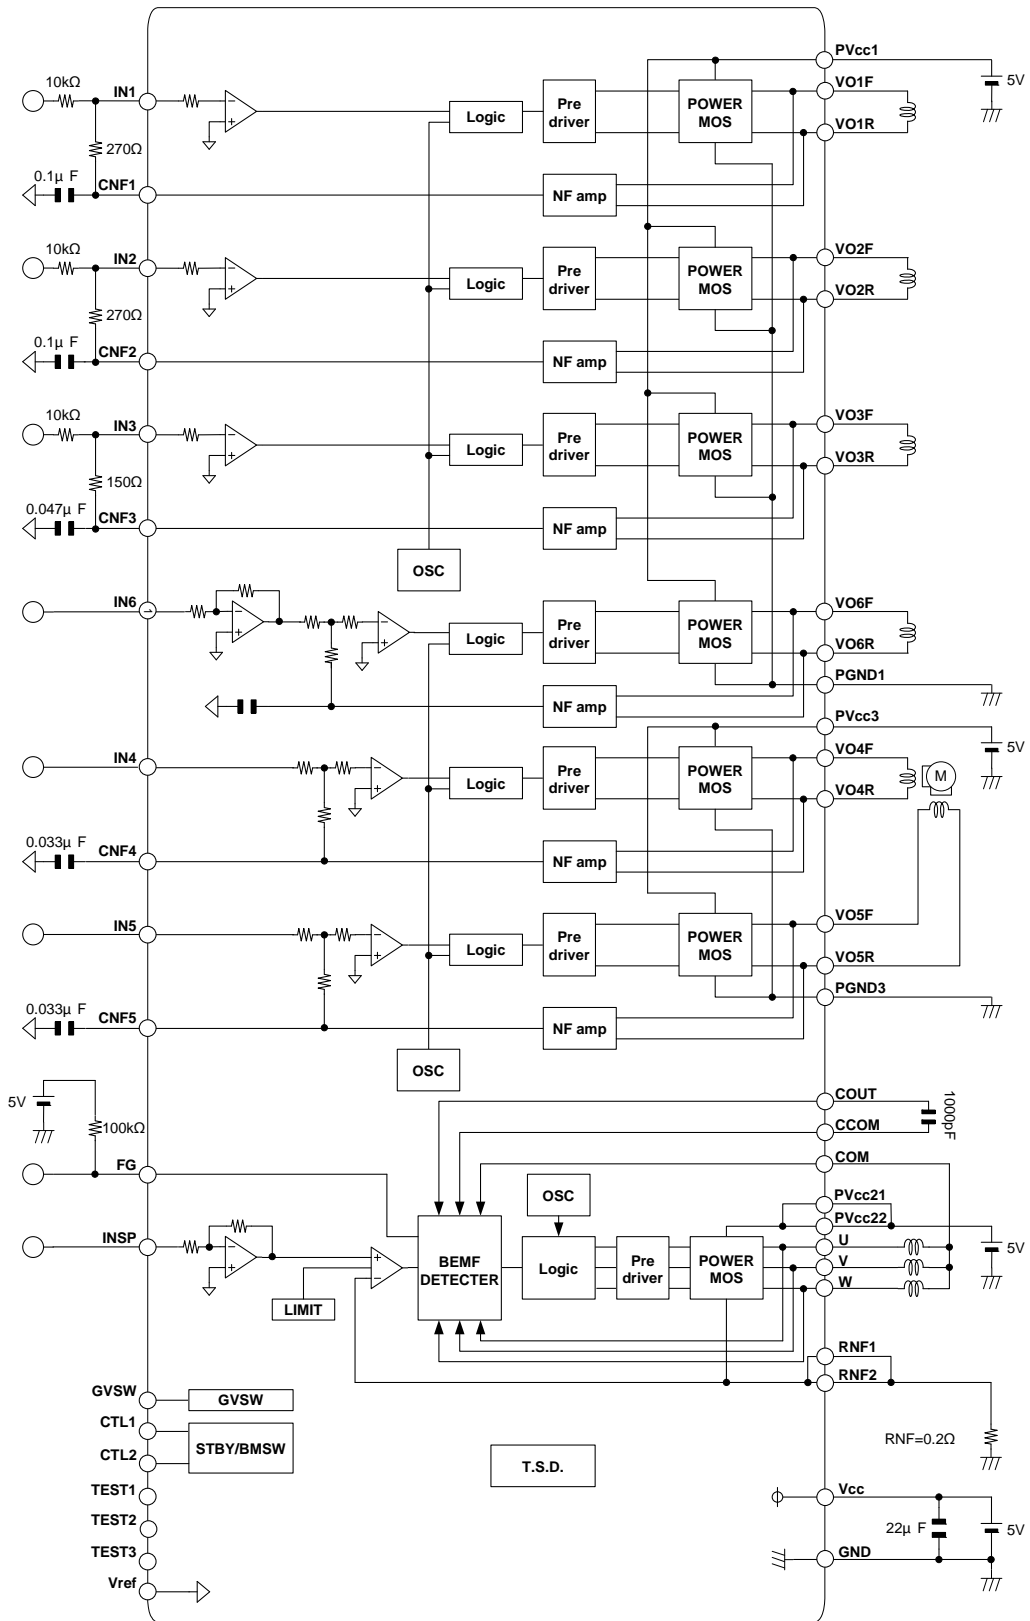 PVcc1
5V
10kΩ
IN1
Logic
Pre
driver
POWER
MOS
VO1F
VO1R
270Ω
0.1μ F
CNF1
NF amp
10kΩ
IN2
Logic
Pre
driver
POWER
MOS
VO2F
VO2R
270Ω
0.1μ F
CNF2
NF amp
10kΩ
IN3
Logic
Pre
driver
POWER
MOS
VO3F
VO3R
150Ω
0.047μ F
CNF3
NF amp
OSC
IN6
Logic
Pre
driver
POWER
MOS
VO6F
VO6R
PGND1
NF amp
PVcc3
5V
IN4
Logic
Pre
driver
POWER
MOS
VO4F
VO4R
M
0.033μ F
CNF4
NF amp
IN5
Logic
Pre
driver
POWER
MOS
VO5F
VO5R
PGND3
0.033μ F
CNF5
NF amp
OSC
5V
100kΩ
FG
COUT
CCOM
1000pF
COM
INSP
LIMIT
BEMF
DETECTER
OSC
Logic
Pre
driver
POWER
MOS
PVcc21
PVcc22
5V
U
V
W
RNF1
RNF2
RNF=0.2Ω
GVSW
GVSW
CTL1
CTL2
STBY/BMSW
T.S.D.
TEST1
TEST2
TEST3
Vref
Vcc
22μ F
5V
GND